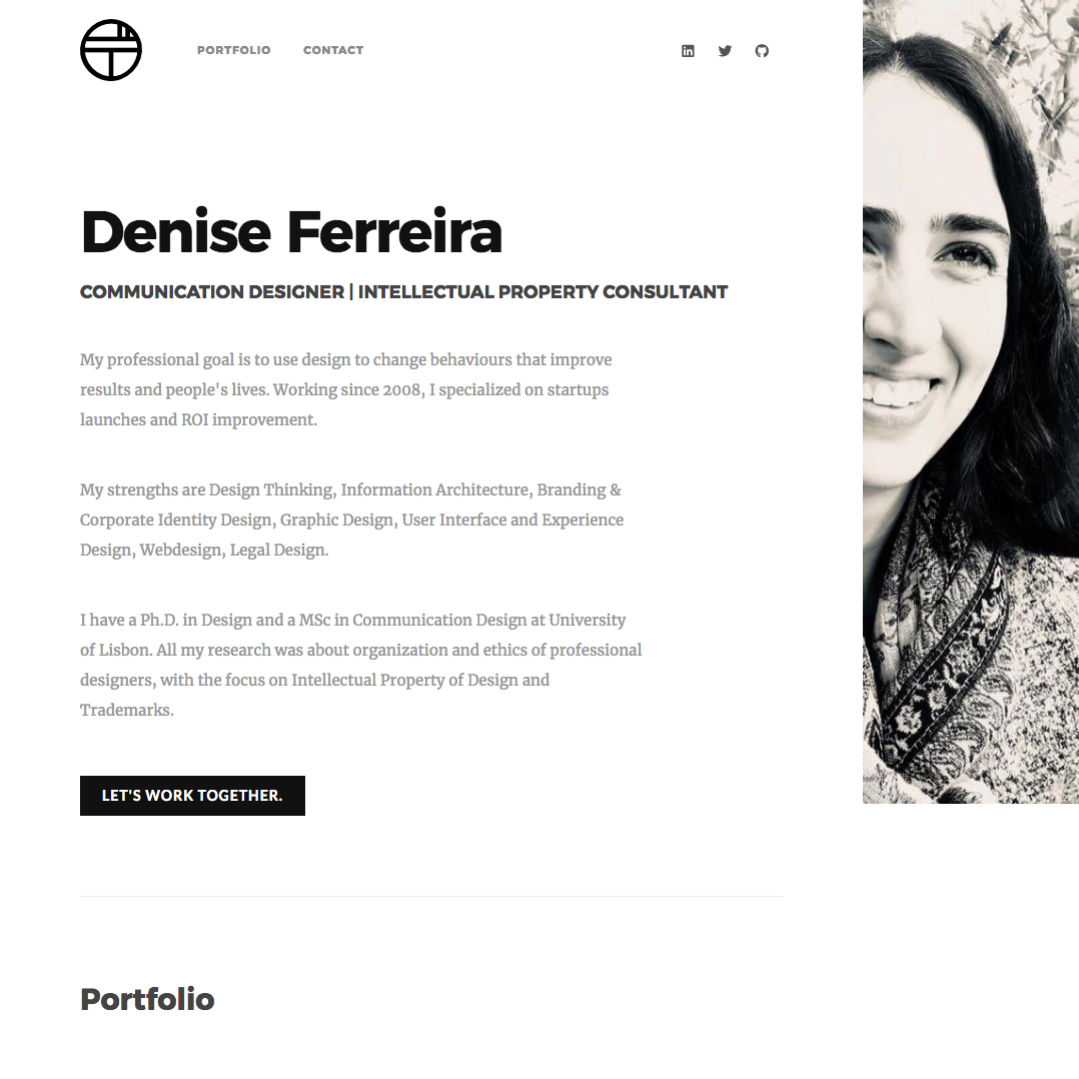 PORTFOLIO CONTACT
Denise Ferreira
COMMUNICATION DESIGNER | INTELLECTUAL PROPERTY CONSULTANT
My professional goal is to use design to change behaviours that improve
results and people's lives. Working since 2008, I specialized on startups
launches and ROI improvement.
My strengths are Design Thinking, Information Architecture, Branding &
Corporate Identity Design, Graphic Design, User Interface and Experience
Design, Webdesign, Legal Design.
I have a Ph.D. in Design and a MSc in Communication Design at University
of Lisbon. All my research was about organization and ethics of professional
designers, with the focus on Intellectual Property of Design and
Trademarks.
LET'S WORK TOGETHER.
Portfolio